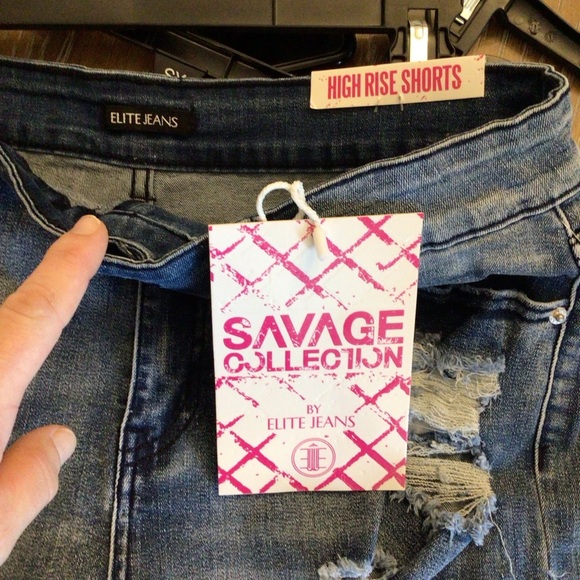 HIGH RISE SHORTS
ELITE JEANS
SAVAGE
COLLECTION
BY
ELITE JEANS